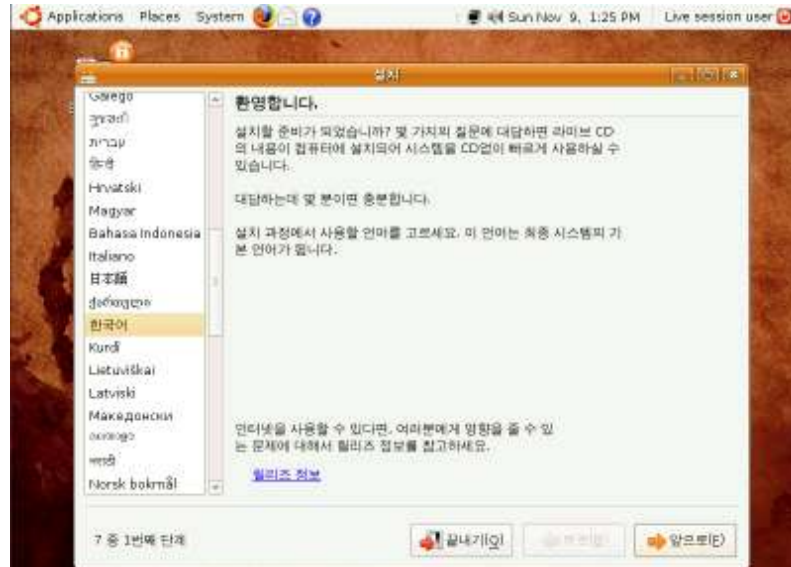 Applications Places System
Sun Nov 9, 1:25 PM
Live session user
설치
Galego
ગુજરાતી
עברית
हिन्दी
Hrvatski
Magyar
Bahasa Indonesia
Italiano
日本語
ქართული
한국어
Kurdî
Lietuviškai
Latviski
Македонски
മലയാളം
मराठी
Norsk bokmål
환영합니다.
설치할 준비가 되었습니까? 몇 가지의 질문에 대답하면 라이브 CD
의 내용이 컴퓨터에 설치되어 시스템을 CD없이 빠르게 사용하실 수
있습니다.
대답하는데 몇 분이면 충분합니다.
설치 과정에서 사용할 언어를 고르세요. 이 언어는 최종 시스템의 기
본 언어가 됩니다.
인터넷을 사용할 수 있다면, 여러분에게 영향을 줄 수 있
는 문제에 대해서 릴리즈 정보를 참고하세요.
릴리즈 정보
7 중 1번째 단계
끝내기(Q)
앞으로(F)